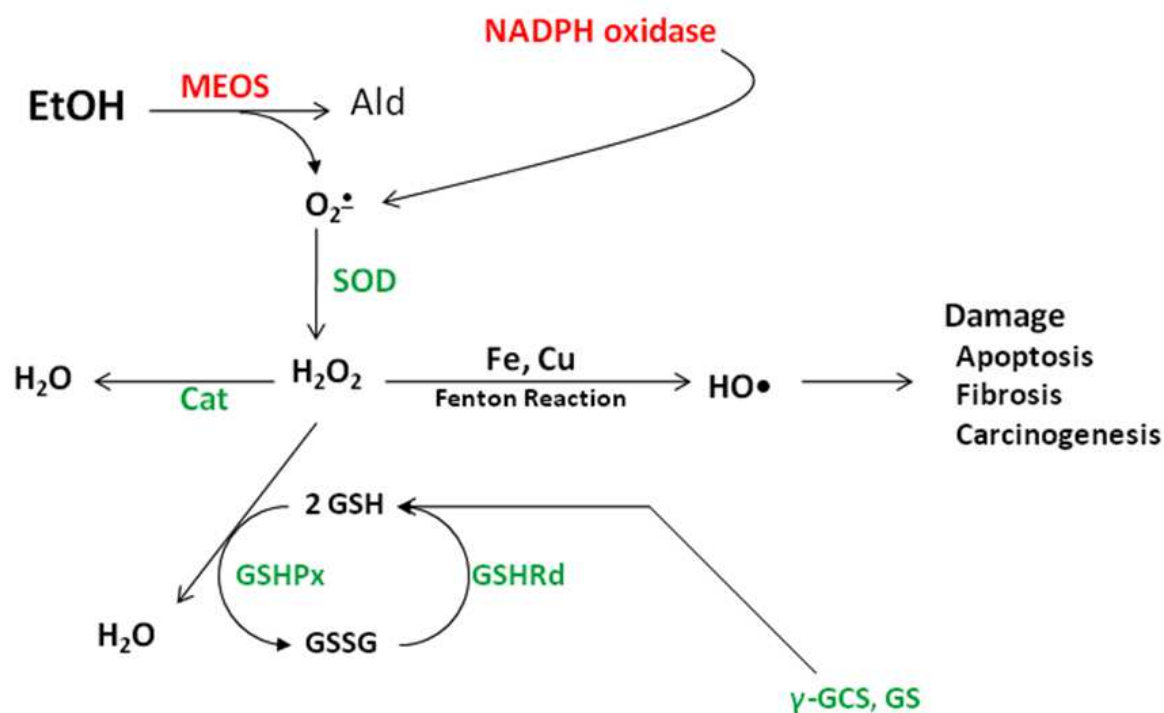 NADPH oxidase
MEOS
EtOH
Ald
O₂•̲
SOD
Damage
Apoptosis
Fibrosis
Carcinogenesis
H₂O
Cat
H₂O₂
Fe, Cu
Fenton Reaction
HO•
2 GSH
GSHPx
GSHRd
H₂O
GSSG
γ-GCS, GS